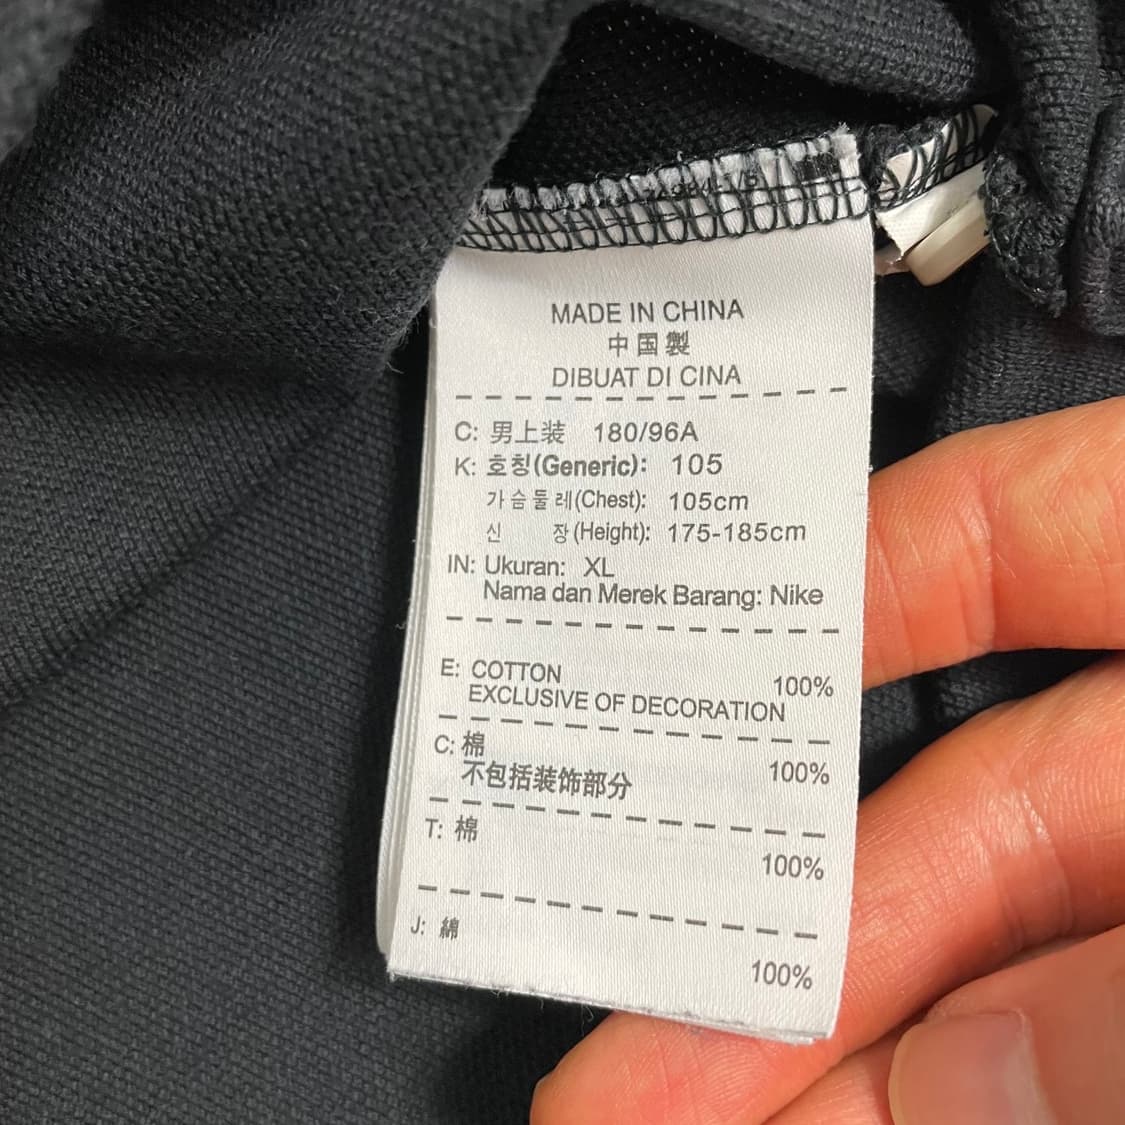 MADE IN CHINA
中国製
DIBUAT DI CINA
C: 男上装 180/96A
K: 호칭(Generic): 105
가슴둘레(Chest): 105cm
신 장(Height): 175-185cm
IN: Ukuran: XL
Nama dan Merek Barang: Nike
E: COTTON 100%
EXCLUSIVE OF DECORATION
C: 棉 100%
不包括装饰部分
T: 棉 100%
J: 綿 100%